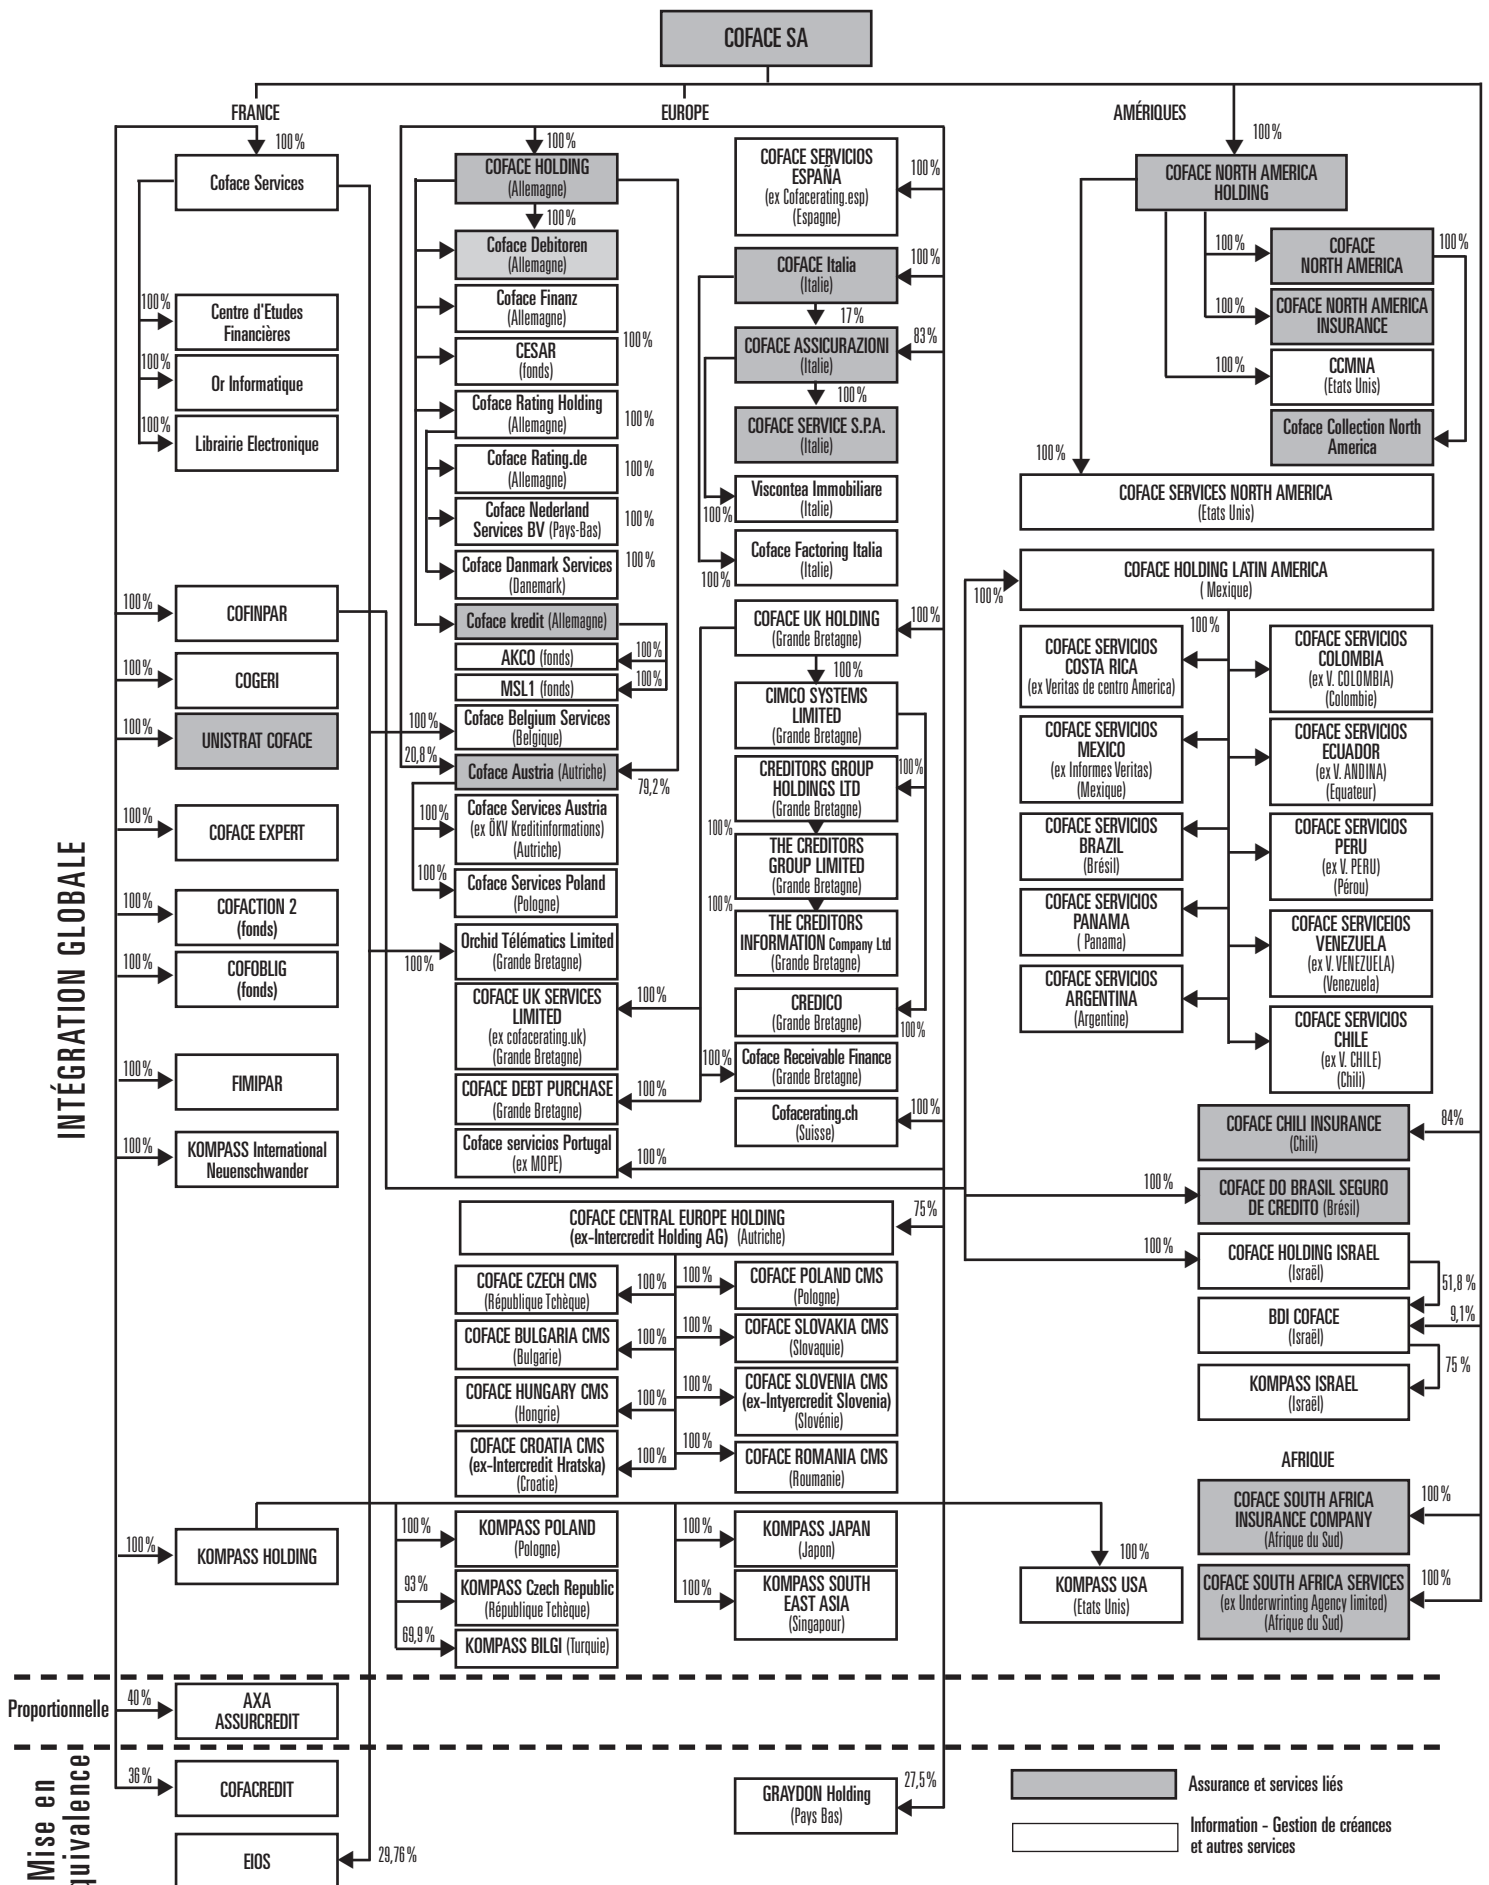 COFACE SA
FRANCE
EUROPE
AMÉRIQUES
100%
Coface Services
100%
Centre d'Etudes
Financières
100%
Or Informatique
100%
Librairie Electronique
INTÉGRATION GLOBALE
100%
COFINPAR
100%
COGERI
100%
UNISTRAT COFACE
100%
COFACE EXPERT
100%
COFACTION 2
(fonds)
100%
COFOBLIG
(fonds)
100%
FIMIPAR
100%
KOMPASS International
Neuenschwander
100%
KOMPASS HOLDING
100%
COFACE HOLDING
(Allemagne)
100%
Coface Debitoren
(Allemagne)
Coface Finanz
(Allemagne)
100%
CESAR
(fonds)
Coface Rating Holding
(Allemagne)
100%
Coface Rating.de
(Allemagne)
100%
Coface Nederland
Services BV (Pays-Bas)
100%
Coface Danmark Services
(Danemark)
100%
Coface kredit (Allemagne)
AKCO (fonds)
100%
MSL1 (fonds)
100%
100%
Coface Belgium Services
(Belgique)
20,8%
Coface Austria (Autriche)
79,2%
100%
Coface Services Austria
(ex ÖKV Kreditinformations)
(Autriche)
100%
Coface Services Poland
(Pologne)
100%
Orchid Télématics Limited
(Grande Bretagne)
COFACE UK SERVICES
LIMITED
(ex cofacerating.uk)
(Grande Bretagne)
100%
COFACE DEBT PURCHASE
(Grande Bretagne)
100%
Coface servicios Portugal
(ex MOPE)
100%
COFACE SERVICIOS
ESPAÑA
(ex Cofacerating.esp)
(Espagne)
100%
COFACE Italia
(Italie)
100%
17%
COFACE ASSICURAZIONI
(Italie)
83%
100%
COFACE SERVICE S.P.A.
(Italie)
Viscontea Immobiliare
(Italie)
100%
Coface Factoring Italia
(Italie)
100%
COFACE UK HOLDING
(Grande Bretagne)
100%
100%
CIMCO SYSTEMS
LIMITED
(Grande Bretagne)
CREDITORS GROUP
HOLDINGS LTD
(Grande Bretagne)
100%
100%
THE CREDITORS
GROUP LIMITED
(Grande Bretagne)
100%
THE CREDITORS
INFORMATION Company Ltd
(Grande Bretagne)
CREDICO
(Grande Bretagne)
100%
100%
Coface Receivable Finance
(Grande Bretagne)
Cofacerating.ch
(Suisse)
100%
COFACE CENTRAL EUROPE HOLDING
(ex-Intercredit Holding AG) (Autriche)
75%
COFACE CZECH CMS
(République Tchèque)
100%
100%
COFACE POLAND CMS
(Pologne)
COFACE BULGARIA CMS
(Bulgarie)
100%
100%
COFACE SLOVAKIA CMS
(Slovaquie)
COFACE HUNGARY CMS
(Hongrie)
100%
100%
COFACE SLOVENIA CMS
(ex-Intyercredit Slovenia)
(Slovénie)
COFACE CROATIA CMS
(ex-Intercredit Hratska)
(Croatie)
100%
100%
COFACE ROMANIA CMS
(Roumanie)
100%
KOMPASS POLAND
(Pologne)
100%
KOMPASS JAPAN
(Japon)
93%
KOMPASS Czech Republic
(République Tchèque)
100%
KOMPASS SOUTH
EAST ASIA
(Singapour)
69,9%
KOMPASS BILGI (Turquie)
100%
KOMPASS USA
(Etats Unis)
100%
COFACE NORTH AMERICA
HOLDING
100%
COFACE
NORTH AMERICA
100%
100%
COFACE NORTH AMERICA
INSURANCE
100%
CCMNA
(Etats Unis)
Coface Collection North
America
100%
COFACE SERVICES NORTH AMERICA
(Etats Unis)
100%
COFACE HOLDING LATIN AMERICA
( Mexique)
100%
COFACE SERVICIOS
COSTA RICA
(ex Veritas de centro America)
COFACE SERVICIOS
COLOMBIA
(ex V. COLOMBIA)
(Colombie)
COFACE SERVICIOS
MEXICO
(ex Informes Veritas)
(Mexique)
COFACE SERVICIOS
ECUADOR
(ex V. ANDINA)
(Equateur)
COFACE SERVICIOS
BRAZIL
(Brésil)
COFACE SERVICIOS
PERU
(ex V. PERU)
(Pérou)
COFACE SERVICIOS
PANAMA
( Panama)
COFACE SERVICEIOS
VENEZUELA
(ex V. VENEZUELA)
(Venezuela)
COFACE SERVICIOS
ARGENTINA
(Argentine)
COFACE SERVICIOS
CHILE
(ex V. CHILE)
(Chili)
COFACE CHILI INSURANCE
(Chili)
84%
100%
COFACE DO BRASIL SEGURO
DE CREDITO (Brésil)
100%
COFACE HOLDING ISRAEL
(Israël)
51,8%
BDI COFACE
(Israël)
9,1%
75%
KOMPASS ISRAEL
(Israël)
AFRIQUE
COFACE SOUTH AFRICA
INSURANCE COMPANY
(Afrique du Sud)
100%
COFACE SOUTH AFRICA SERVICES
(ex Underwrinting Agency limited)
(Afrique du Sud)
100%
Proportionnelle
40%
AXA
ASSURCREDIT
Mise en
quivalence
36%
COFACREDIT
EIOS
29,76%
GRAYDON Holding
(Pays Bas)
27,5%
Assurance et services liés
Information - Gestion de créances
et autres services